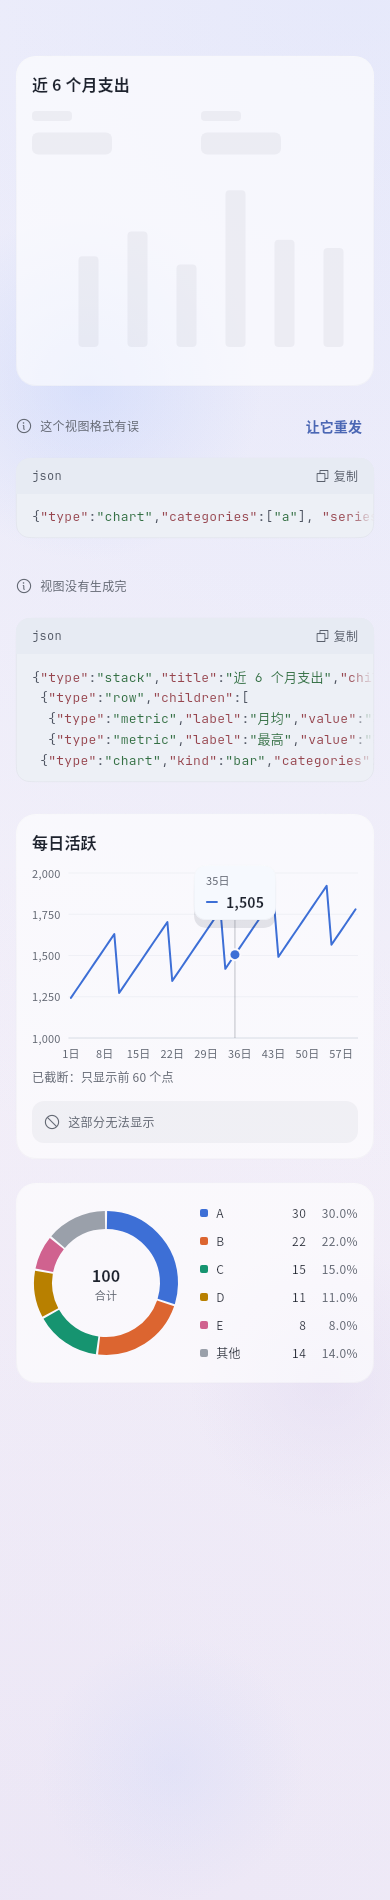 近 6 个月支出
这个视图格式有误 让它重发
json 复制
{"type":"chart","categories":["a"], "serie
视图没有生成完
json 复制
{"type":"stack","title":"近 6 个月支出","chi
{"type":"row","children":[
{"type":"metric","label":"月均","value":"
{"type":"metric","label":"最高","value":"
{"type":"chart","kind":"bar","categories"
每日活跃
2,000
35日
1,505
1,750
1,500
1,250
1,000
1日 8日 15日 22日 29日 36日 43日 50日 57日
已截断：只显示前 60 个点
这部分无法显示
100
合计
A 30 30.0%
B 22 22.0%
C 15 15.0%
D 11 11.0%
E 8 8.0%
其他 14 14.0%